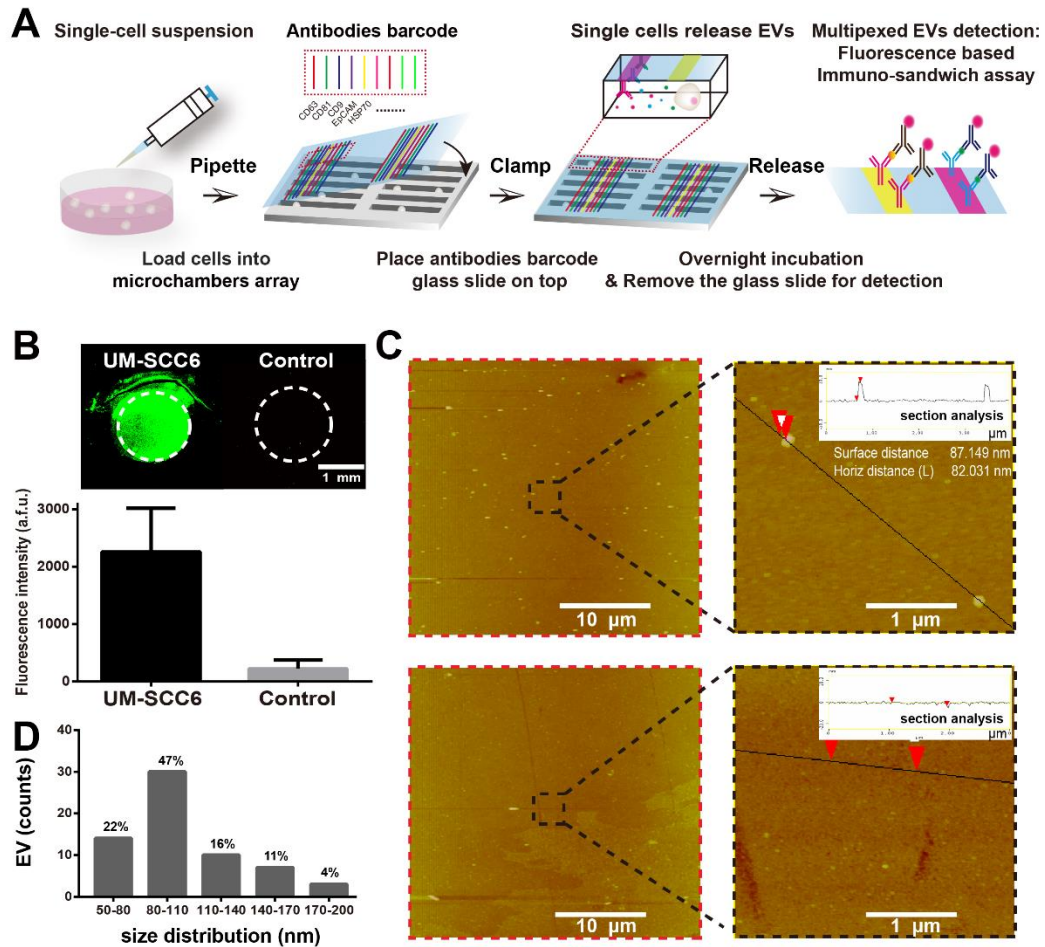 A
Single-cell suspension
Antibodies barcode
CD63
CD81
CD9
EpCAM
HSP70
.........
Single cells release EVs
Multipexed EVs detection:
Fluorescence based
Immuno-sandwich assay
Pipette
Clamp
Release
Load cells into
microchambers array
Place antibodies barcode
glass slide on top
Overnight incubation
& Remove the glass slide for detection
B
UM-SCC6
Control
1 mm
Fluorescence intensity (a.f.u.)
3000
2000
1000
0
UM-SCC6
Control
C
10 µm
section analysis
µm
Surface distance 87.149 nm
Horiz distance (L) 82.031 nm
1 µm
10 µm
section analysis
µm
1 µm
D
EV (counts)
40
30
20
10
0
22%
47%
16%
11%
4%
50-80
80-110
110-140
140-170
170-200
size distribution (nm)